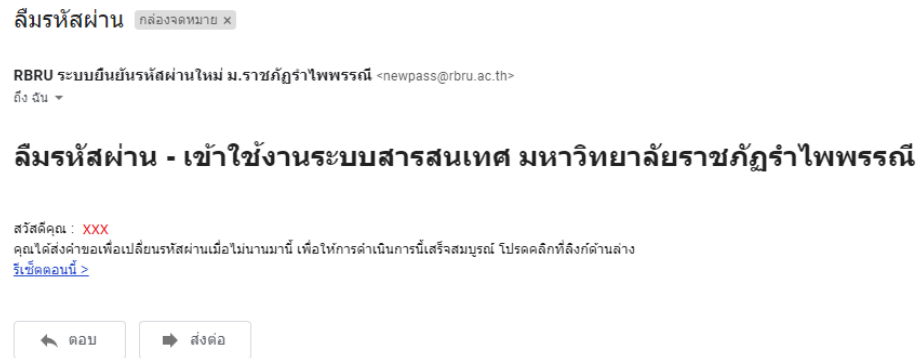 ลืมรหัสผ่าน กล่องจดหมาย ×
RBRU ระบบยืนยันรหัสผ่านใหม่ ม.ราชภัฏรำไพพรรณี <newpass@rbru.ac.th>
ถึง ฉัน
ลืมรหัสผ่าน - เข้าใช้งานระบบสารสนเทศ มหาวิทยาลัยราชภัฏรำไพพรรณี
สวัสดีคุณ : XXX
คุณได้ส่งคำขอเพื่อเปลี่ยนรหัสผ่านเมื่อไม่นานมานี้ เพื่อให้การดำเนินการนี้เสร็จสมบูรณ์ โปรดคลิกที่ลิงก์ด้านล่าง
รีเซ็ตตอนนี้ >
ตอบ ส่งต่อ